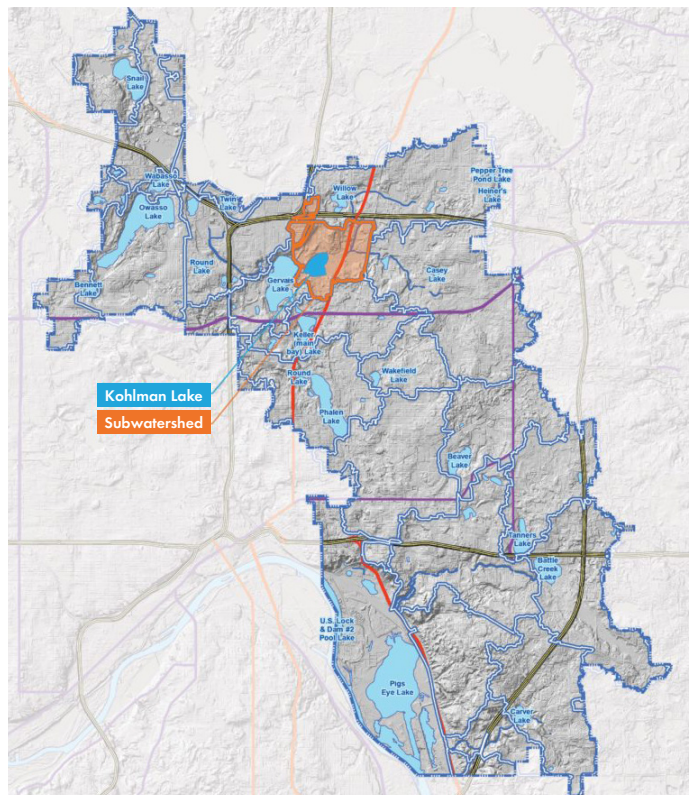 Snail
Lake
Pepper Tree
Pond Lake
Heiner's
Lake
Wabasso
Lake
Willow
Lake
Twin
Lake
Owasso
Lake
Round
Lake
Casey
Lake
Bennett
Lake
Gervais
Lake
Keller
(main
bay) Lake
Round
Lake
Wakefield
Lake
Kohlman Lake
Subwatershed
Phalen
Lake
Beaver
Lake
Tanners
Lake
Battle
Creek
Lake
U.S. Lock
& Dam #2
Pool Lake
Pigs
Eye Lake
Carver
Lake